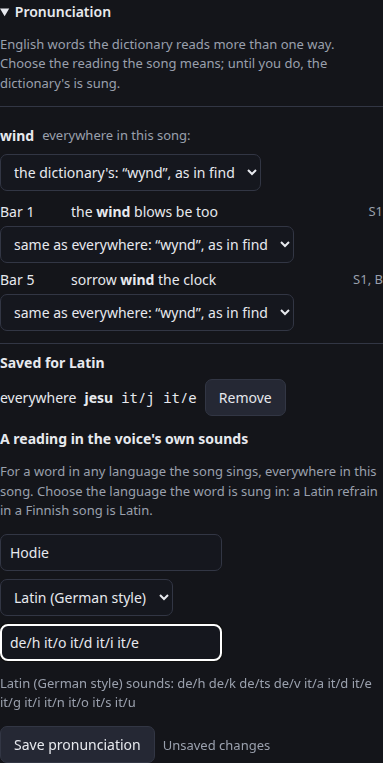 ▼ Pronunciation
English words the dictionary reads more than one way.
Choose the reading the song means; until you do, the
dictionary's is sung.
wind everywhere in this song:
the dictionary's: “wynd”, as in find
Bar 1 the wind blows be too S1
same as everywhere: “wynd”, as in find
Bar 5 sorrow wind the clock S1, B
same as everywhere: “wynd”, as in find
Saved for Latin
everywhere jesu it/j it/e Remove
A reading in the voice's own sounds
For a word in any language the song sings, everywhere in this
song. Choose the language the word is sung in: a Latin refrain
in a Finnish song is Latin.
Hodie
Latin (German style)
de/h it/o it/d it/i it/e
Latin (German style) sounds: de/h de/k de/ts de/v it/a it/d it/e
it/g it/i it/n it/o it/s it/u
Save pronunciation Unsaved changes